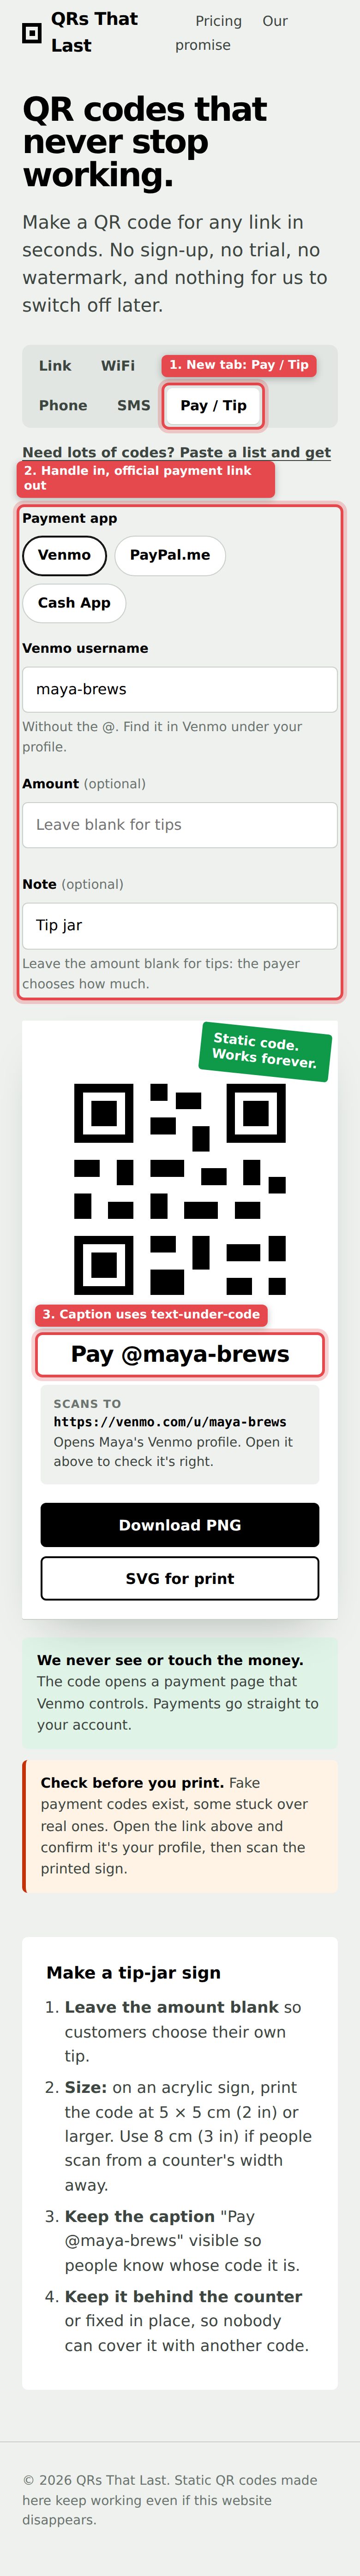 QRs That Last
Pricing Our promise
QR codes that
never stop
working.
Make a QR code for any link in
seconds. No sign-up, no trial, no
watermark, and nothing for us to
switch off later.
Link WiFi
1. New tab: Pay / Tip
Phone SMS Pay / Tip
Need lots of codes? Paste a list and get
2. Handle in, official payment link
out
Payment app
Venmo PayPal.me
Cash App
Venmo username
maya-brews
Without the @. Find it in Venmo under your
profile.
Amount (optional)
Leave blank for tips
Note (optional)
Tip jar
Leave the amount blank for tips: the payer
chooses how much.
Static code.
Works forever.
3. Caption uses text-under-code
Pay @maya-brews
SCANS TO
https://venmo.com/u/maya-brews
Opens Maya's Venmo profile. Open it
above to check it's right.
Download PNG
SVG for print
We never see or touch the money.
The code opens a payment page that
Venmo controls. Payments go straight to
your account.
Check before you print. Fake
payment codes exist, some stuck over
real ones. Open the link above and
confirm it's your profile, then scan the
printed sign.
Make a tip-jar sign
1. Leave the amount blank so
customers choose their own
tip.
2. Size: on an acrylic sign, print
the code at 5 × 5 cm (2 in) or
larger. Use 8 cm (3 in) if people
scan from a counter's width
away.
3. Keep the caption "Pay
@maya-brews" visible so
people know whose code it is.
4. Keep it behind the counter
or fixed in place, so nobody
can cover it with another code.
© 2026 QRs That Last. Static QR codes made
here keep working even if this website
disappears.